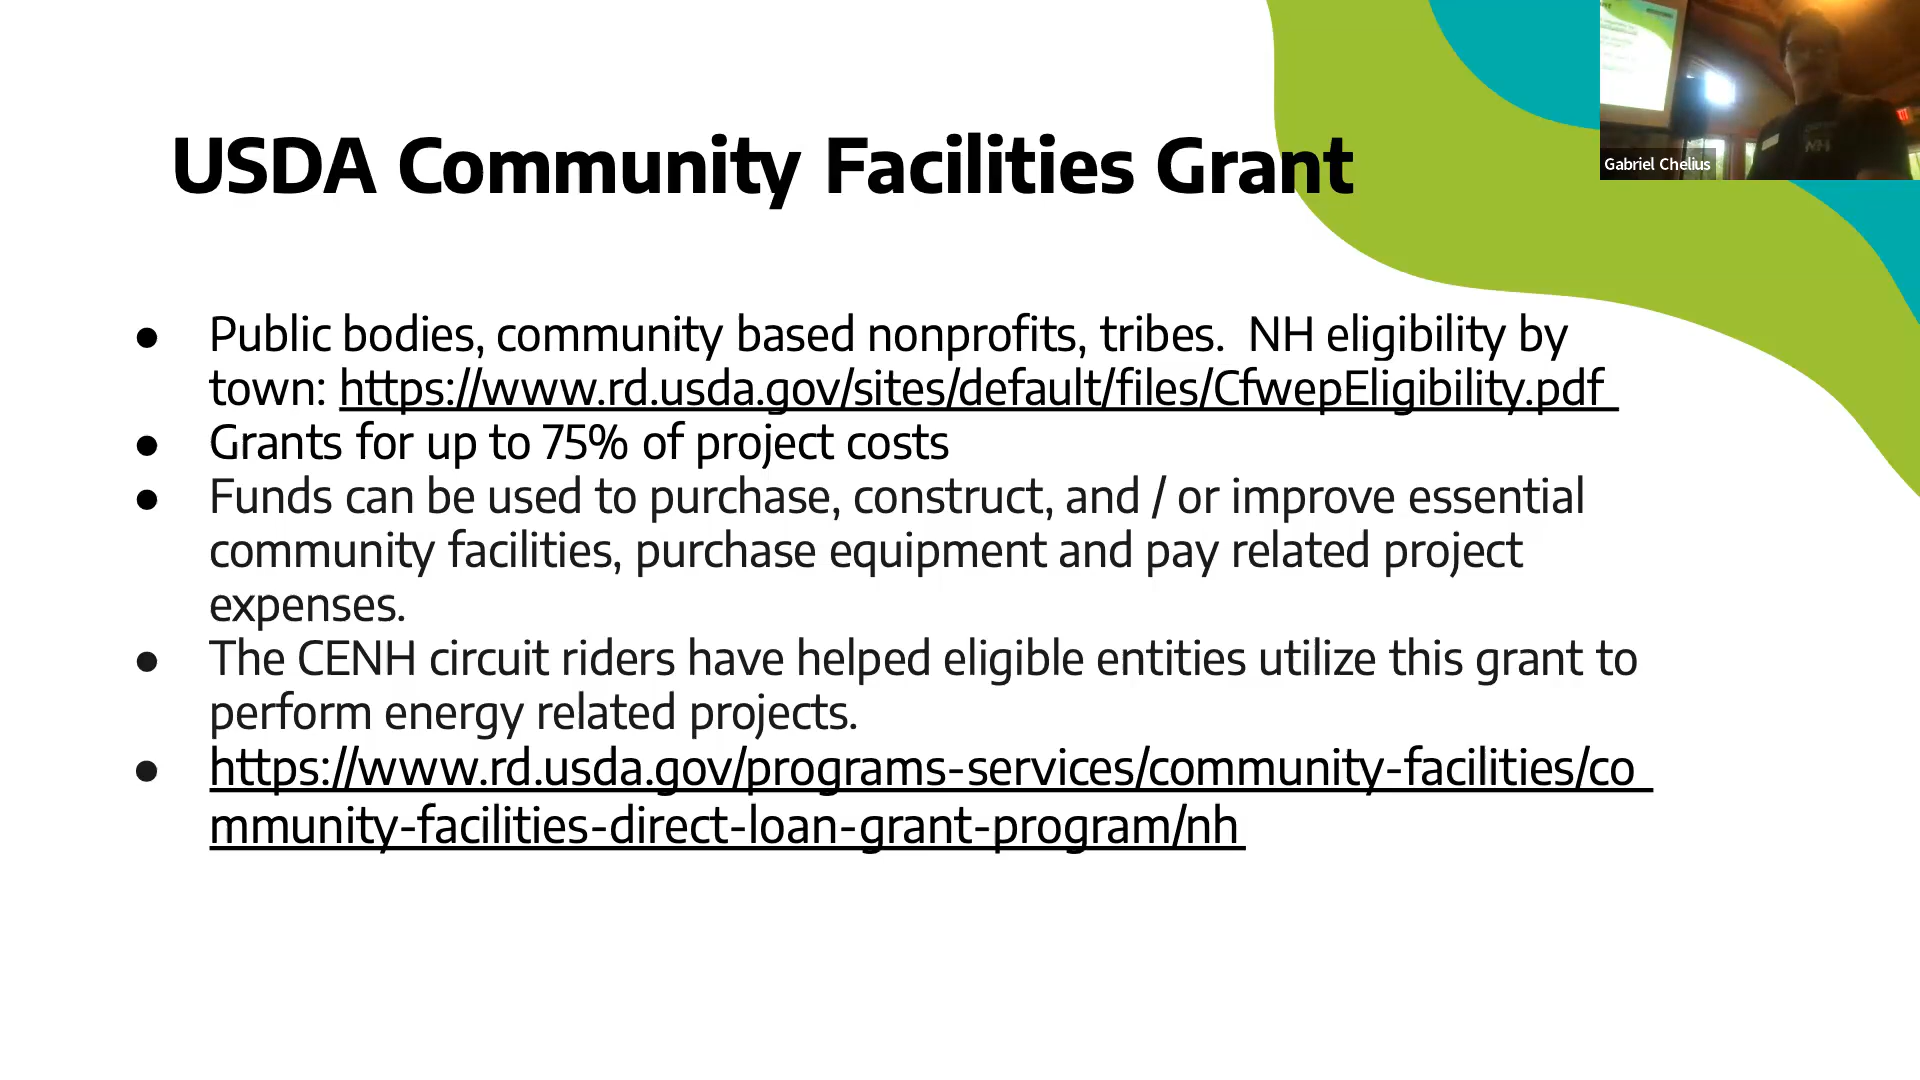 USDA Community Facilities Grant
Gabriel Chelius
● Public bodies, community based nonprofits, tribes.  NH eligibility by
town: https://www.rd.usda.gov/sites/default/files/CfwepEligibility.pdf
● Grants for up to 75% of project costs
● Funds can be used to purchase, construct, and / or improve essential
community facilities, purchase equipment and pay related project
expenses.
● The CENH circuit riders have helped eligible entities utilize this grant to
perform energy related projects.
● https://www.rd.usda.gov/programs-services/community-facilities/co
mmunity-facilities-direct-loan-grant-program/nh